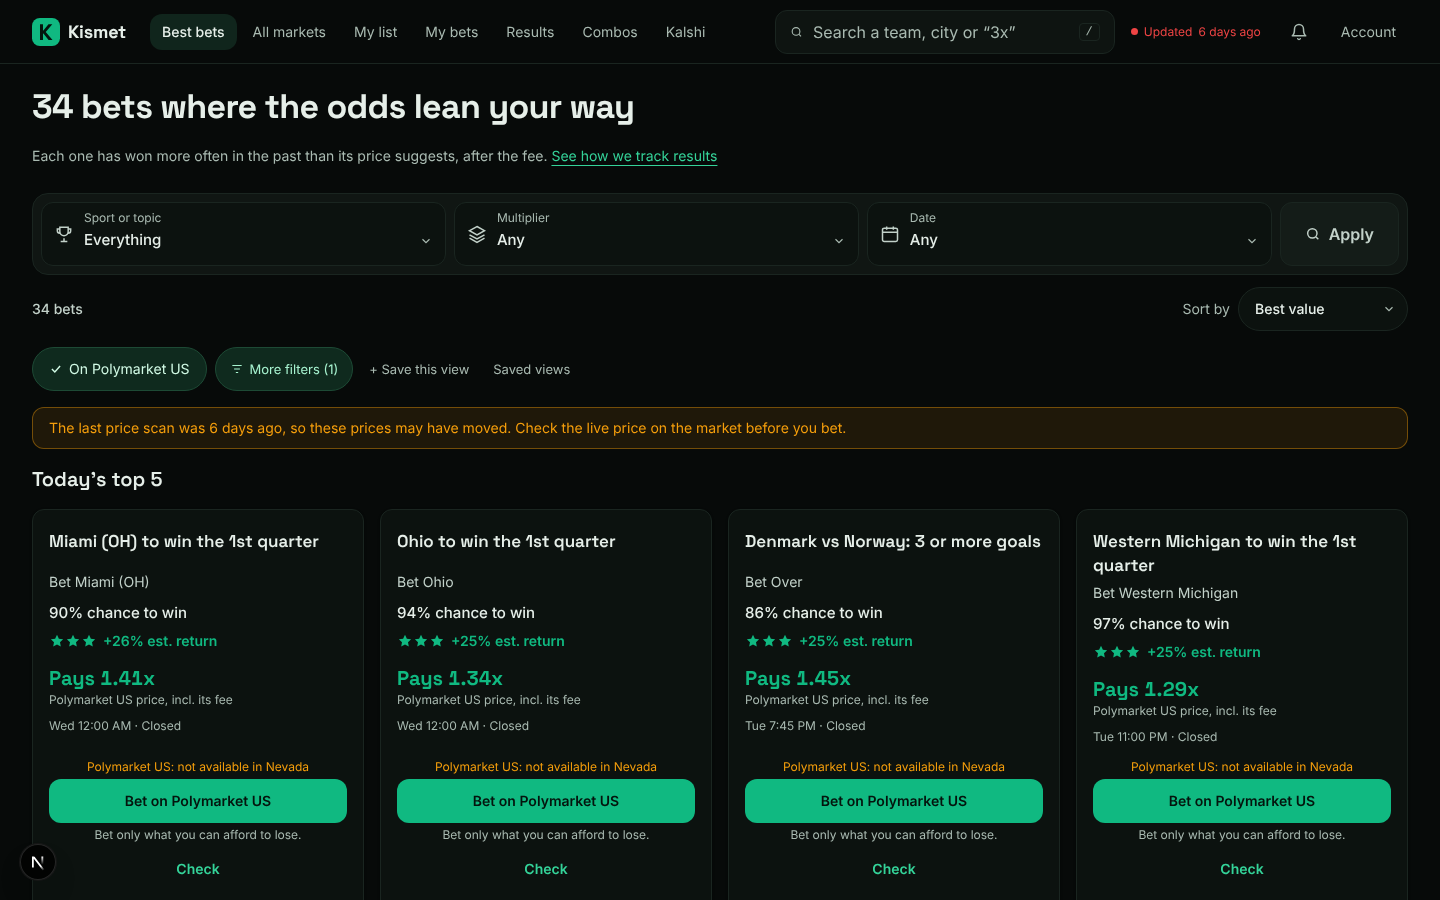 K Kismet
Best bets
All markets
My list
My bets
Results
Combos
Kalshi
Search a team, city or “3x”
/
Updated 6 days ago
Account
34 bets where the odds lean your way
Each one has won more often in the past than its price suggests, after the fee. See how we track results
Sport or topic
Everything
Multiplier
Any
Date
Any
Apply
34 bets
Sort by
Best value
On Polymarket US
More filters (1)
+ Save this view
Saved views
The last price scan was 6 days ago, so these prices may have moved. Check the live price on the market before you bet.
Today’s top 5
Miami (OH) to win the 1st quarter
Bet Miami (OH)
90% chance to win
★★★ +26% est. return
Pays 1.41x
Polymarket US price, incl. its fee
Wed 12:00 AM · Closed
Polymarket US: not available in Nevada
Bet on Polymarket US
Bet only what you can afford to lose.
Check
Ohio to win the 1st quarter
Bet Ohio
94% chance to win
★★★ +25% est. return
Pays 1.34x
Polymarket US price, incl. its fee
Wed 12:00 AM · Closed
Polymarket US: not available in Nevada
Bet on Polymarket US
Bet only what you can afford to lose.
Check
Denmark vs Norway: 3 or more goals
Bet Over
86% chance to win
★★★ +25% est. return
Pays 1.45x
Polymarket US price, incl. its fee
Tue 7:45 PM · Closed
Polymarket US: not available in Nevada
Bet on Polymarket US
Bet only what you can afford to lose.
Check
Western Michigan to win the 1st
quarter
Bet Western Michigan
97% chance to win
★★★ +25% est. return
Pays 1.29x
Polymarket US price, incl. its fee
Tue 11:00 PM · Closed
Polymarket US: not available in Nevada
Bet on Polymarket US
Bet only what you can afford to lose.
Check
N